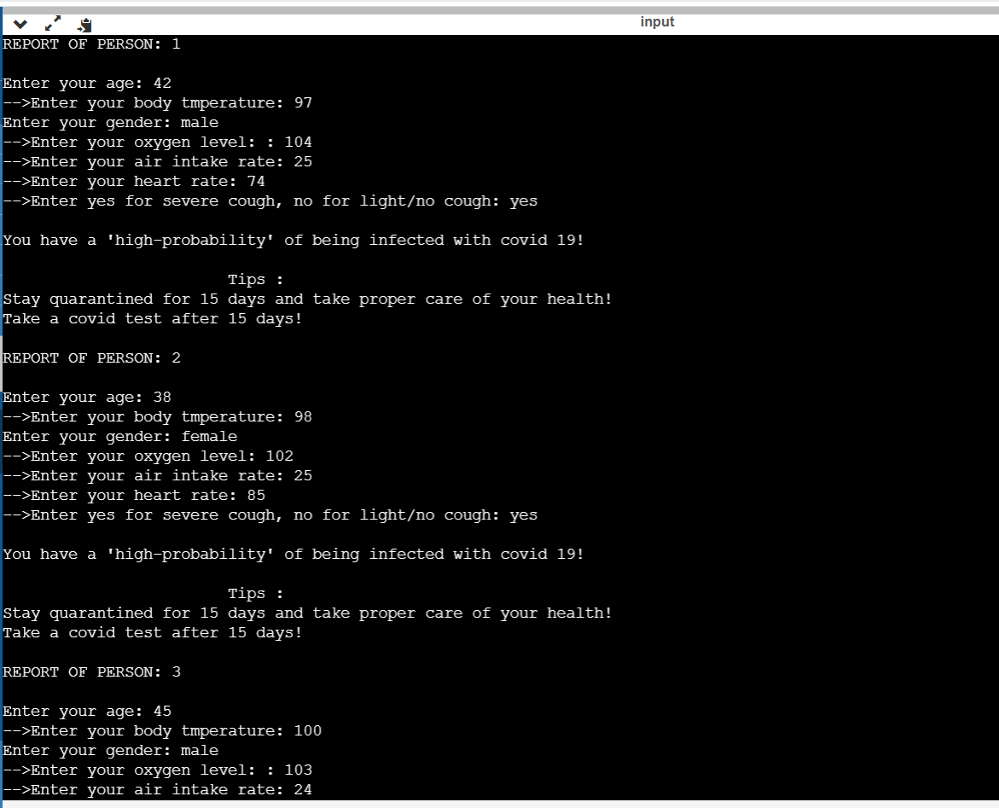 input
REPORT OF PERSON: 1
Enter your age: 42
-->Enter your body tmperature: 97
Enter your gender: male
-->Enter your oxygen level: : 104
-->Enter your air intake rate: 25
-->Enter your heart rate: 74
-->Enter yes for severe cough, no for light/no cough: yes
You have a 'high-probability' of being infected with covid 19!
Tips :
Stay quarantined for 15 days and take proper care of your health!
Take a covid test after 15 days!
REPORT OF PERSON: 2
Enter your age: 38
-->Enter your body tmperature: 98
Enter your gender: female
-->Enter your oxygen level: 102
-->Enter your air intake rate: 25
-->Enter your heart rate: 85
-->Enter yes for severe cough, no for light/no cough: yes
You have a 'high-probability' of being infected with covid 19!
Tips :
Stay quarantined for 15 days and take proper care of your health!
Take a covid test after 15 days!
REPORT OF PERSON: 3
Enter your age: 45
-->Enter your body tmperature: 100
Enter your gender: male
-->Enter your oxygen level: : 103
-->Enter your air intake rate: 24